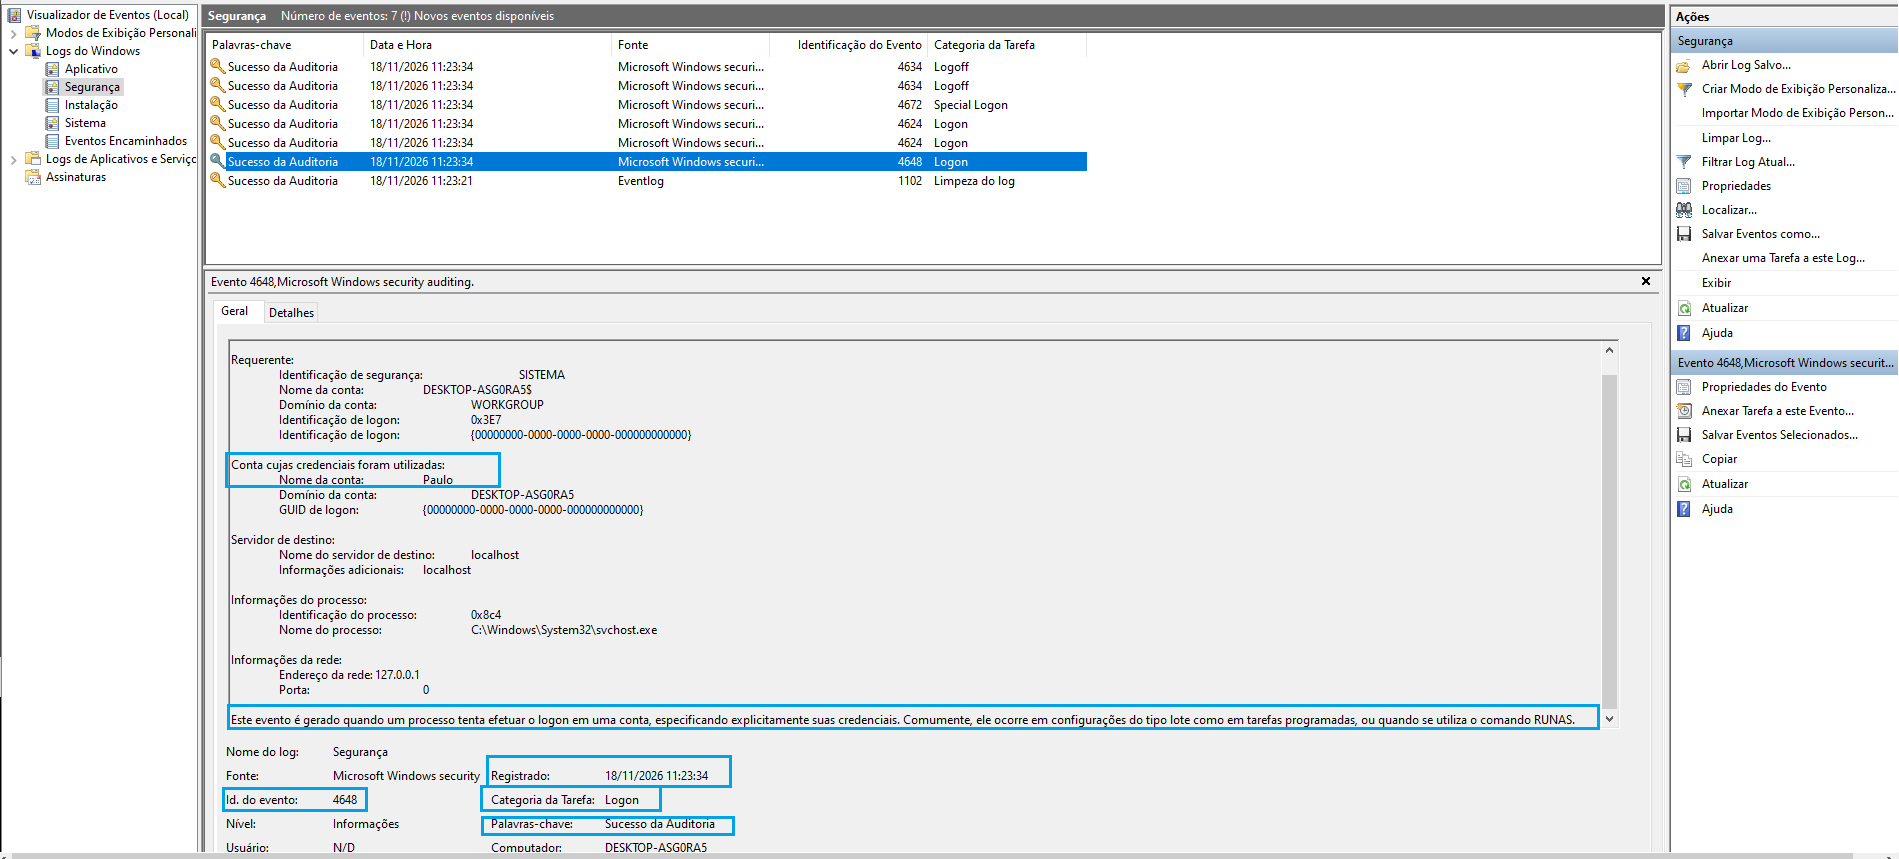 Visualizador de Eventos (Local)
Modos de Exibição Personali
Logs do Windows
Aplicativo
Segurança
Instalação
Sistema
Eventos Encaminhados
Logs de Aplicativos e Serviço
Assinaturas
Segurança Número de eventos: 7 (!) Novos eventos disponíveis
Palavras-chave Data e Hora Fonte Identificação do Evento Categoria da Tarefa
Sucesso da Auditoria 18/11/2026 11:23:34 Microsoft Windows securi... 4634 Logoff
Sucesso da Auditoria 18/11/2026 11:23:34 Microsoft Windows securi... 4634 Logoff
Sucesso da Auditoria 18/11/2026 11:23:34 Microsoft Windows securi... 4672 Special Logon
Sucesso da Auditoria 18/11/2026 11:23:34 Microsoft Windows securi... 4624 Logon
Sucesso da Auditoria 18/11/2026 11:23:34 Microsoft Windows securi... 4624 Logon
Sucesso da Auditoria 18/11/2026 11:23:34 Microsoft Windows securi... 4648 Logon
Sucesso da Auditoria 18/11/2026 11:23:21 Eventlog 1102 Limpeza do log
Evento 4648,Microsoft Windows security auditing.
Geral Detalhes
Requerente:
Identificação de segurança: SISTEMA
Nome da conta: DESKTOP-ASG0RA5$
Domínio da conta: WORKGROUP
Identificação de logon: 0x3E7
Identificação de logon: {00000000-0000-0000-0000-000000000000}
Conta cujas credenciais foram utilizadas:
Nome da conta: Paulo
Domínio da conta: DESKTOP-ASG0RA5
GUID de logon: {00000000-0000-0000-0000-000000000000}
Servidor de destino:
Nome do servidor de destino: localhost
Informações adicionais: localhost
Informações do processo:
Identificação do processo: 0x8c4
Nome do processo: C:\Windows\System32\svchost.exe
Informações da rede:
Endereço da rede: 127.0.0.1
Porta: 0
Este evento é gerado quando um processo tenta efetuar o logon em uma conta, especificando explicitamente suas credenciais. Comumente, ele ocorre em configurações do tipo lote como em tarefas programadas, ou quando se utiliza o comando RUNAS.
Nome do log: Segurança
Fonte: Microsoft Windows security Registrado: 18/11/2026 11:23:34
Id. do evento: 4648 Categoria da Tarefa: Logon
Nível: Informações Palavras-chave: Sucesso da Auditoria
Usuário: N/D Computador: DESKTOP-ASG0RA5
Ações
Segurança
Abrir Log Salvo...
Criar Modo de Exibição Personaliza...
Importar Modo de Exibição Person...
Limpar Log...
Filtrar Log Atual...
Propriedades
Localizar...
Salvar Eventos como...
Anexar uma Tarefa a este Log...
Exibir
Atualizar
Ajuda
Evento 4648,Microsoft Windows securit...
Propriedades do Evento
Anexar Tarefa a este Evento...
Salvar Eventos Selecionados...
Copiar
Atualizar
Ajuda